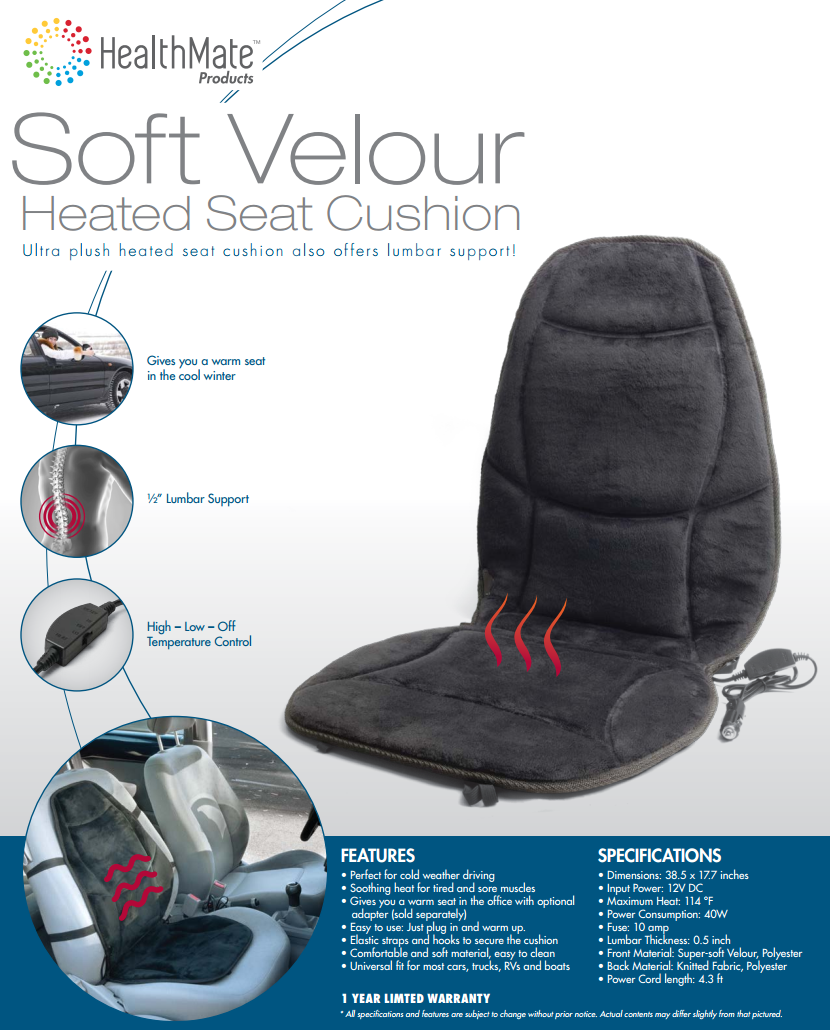 HealthMate™
Products
Soft Velour
Heated Seat Cushion
Ultra plush heated seat cushion also offers lumbar support!
Gives you a warm seat
in the cool winter
½” Lumbar Support
High – Low – Off
Temperature Control
FEATURES
• Perfect for cold weather driving
• Soothing heat for tired and sore muscles
• Gives you a warm seat in the office with optional
adapter (sold separately)
• Easy to use: Just plug in and warm up.
• Elastic straps and hooks to secure the cushion
• Comfortable and soft material, easy to clean
• Universal fit for most cars, trucks, RVs and boats
1 YEAR LIMTED WARRANTY
SPECIFICATIONS
• Dimensions: 38.5 x 17.7 inches
• Input Power: 12V DC
• Maximum Heat: 114 °F
• Power Consumption: 40W
• Fuse: 10 amp
• Lumbar Thickness: 0.5 inch
• Front Material: Super-soft Velour, Polyester
• Back Material: Knitted Fabric, Polyester
• Power Cord length: 4.3 ft
* All specifications and features are subject to change without prior notice. Actual contents may differ slightly from that pictured.